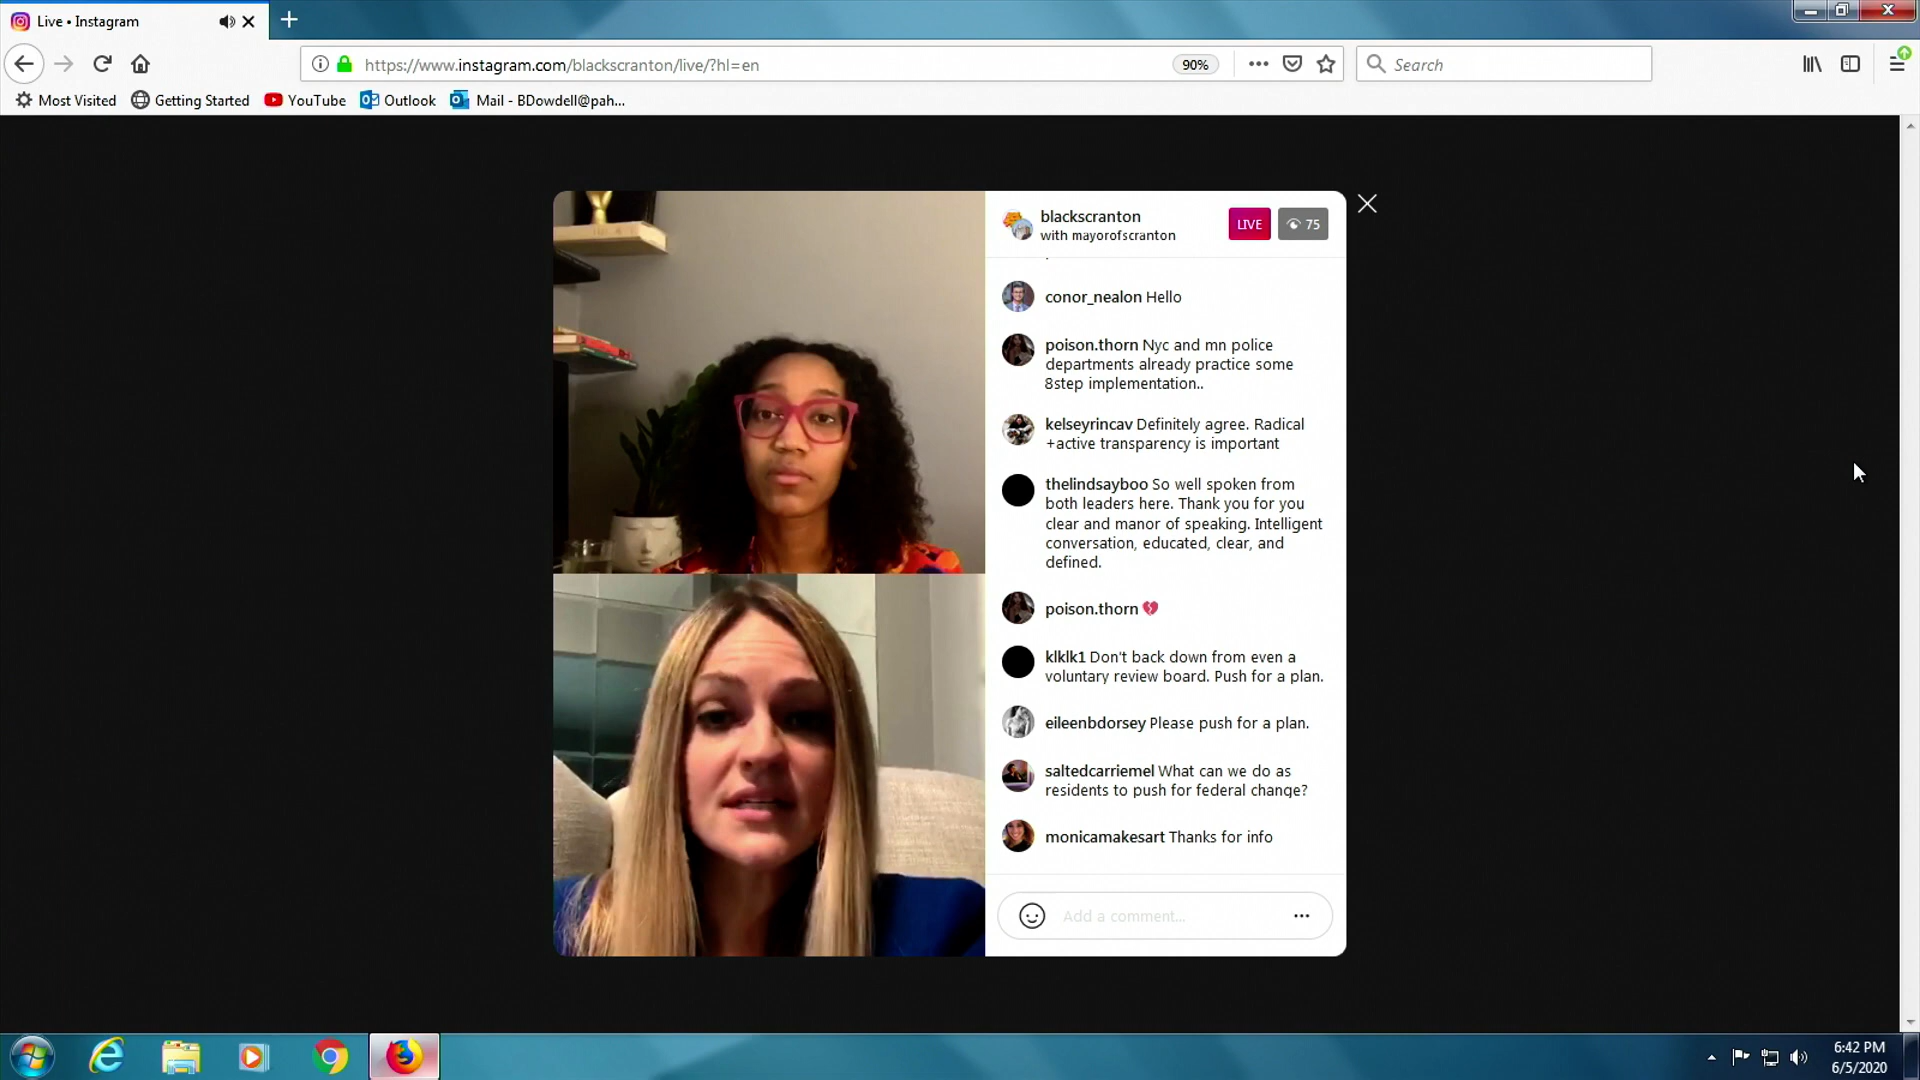 Live • Instagram
https://www.instagram.com/blackscranton/live/?hl=en
90%
Search
Most Visited
Getting Started
YouTube
Outlook
Mail - BDowdell@pah...
blackscranton
with mayorofscranton
LIVE
75
conor_nealon Hello
poison.thorn Nyc and mn police
departments already practice some
8step implementation..
kelseyrincav Definitely agree. Radical
+active transparency is important
thelindsayboo So well spoken from
both leaders here. Thank you for you
clear and manor of speaking. Intelligent
conversation, educated, clear, and
defined.
poison.thorn 💔
klklk1 Don't back down from even a
voluntary review board. Push for a plan.
eileenbdorsey Please push for a plan.
saltedcarriemel What can we do as
residents to push for federal change?
monicamakesart Thanks for info
Add a comment...
6:42 PM
6/5/2020